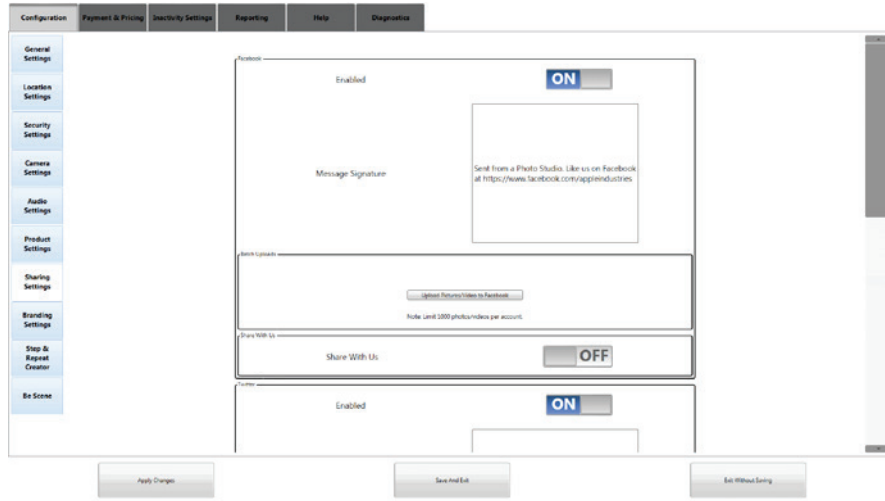 Configuration
Payment & Pricing
Inactivity Settings
Reporting
Help
Diagnostics
General
Settings
Location
Settings
Security
Settings
Camera
Settings
Audio
Settings
Product
Settings
Sharing
Settings
Branding
Settings
Step &
Repeat
Creator
Be Scene
Facebook
Enabled
ON
Message Signature
Sent from a Photo Studio. Like us on Facebook
at https://www.facebook.com/appleindustries
Batch Uploads
Upload Pictures/Video to Facebook
Note: Limit 1000 photos/videos per account.
Share With Us
Share With Us
OFF
Twitter
Enabled
ON
Apply Changes
Save And Exit
Exit Without Saving